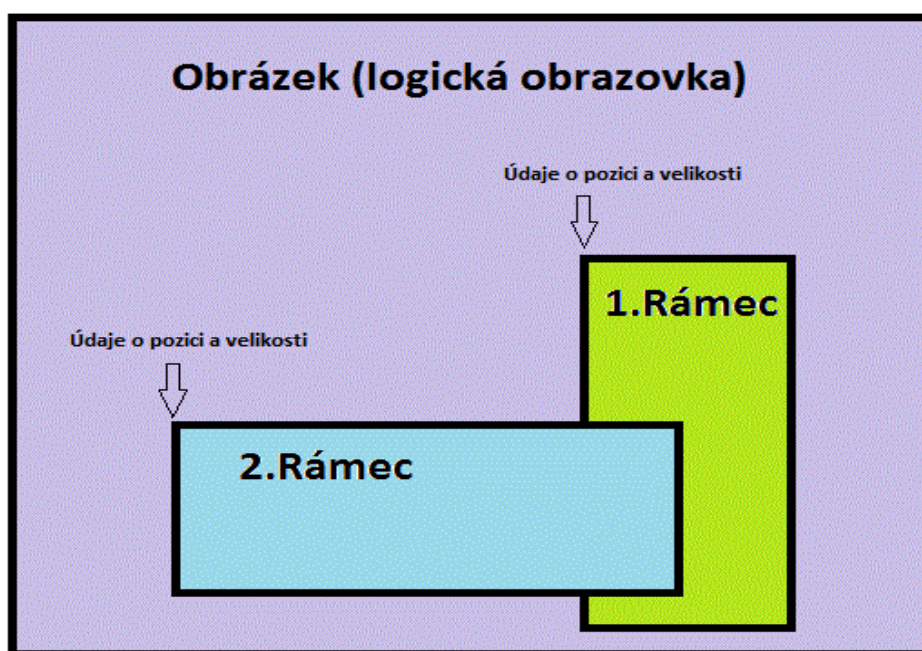 Obrázek (logická obrazovka)
Údaje o pozici a velikosti
1.Rámec
Údaje o pozici a velikosti
2.Rámec